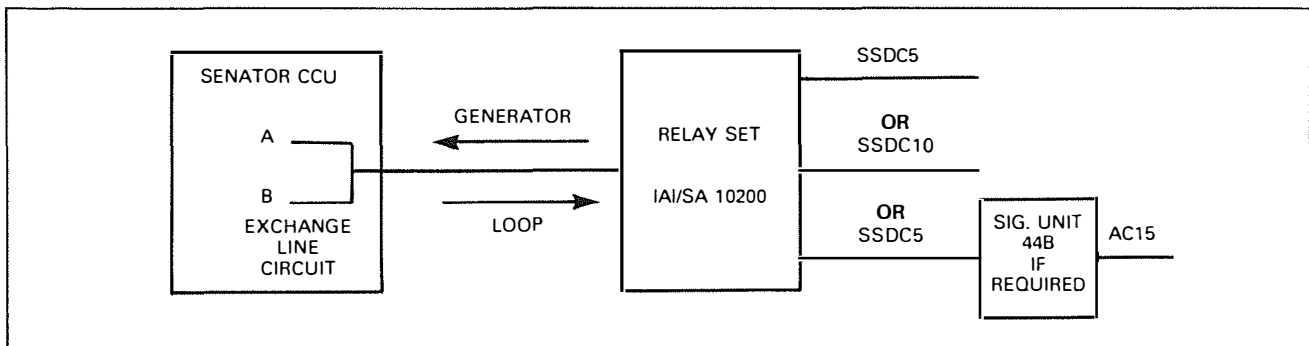 SENATOR CCU
A
B
EXCHANGE
LINE
CIRCUIT
GENERATOR
LOOP
RELAY SET
IAI/SA 10200
SSDC5
OR
SSDC10
OR
SSDC5
SIG. UNIT
44B
IF
REQUIRED
AC15